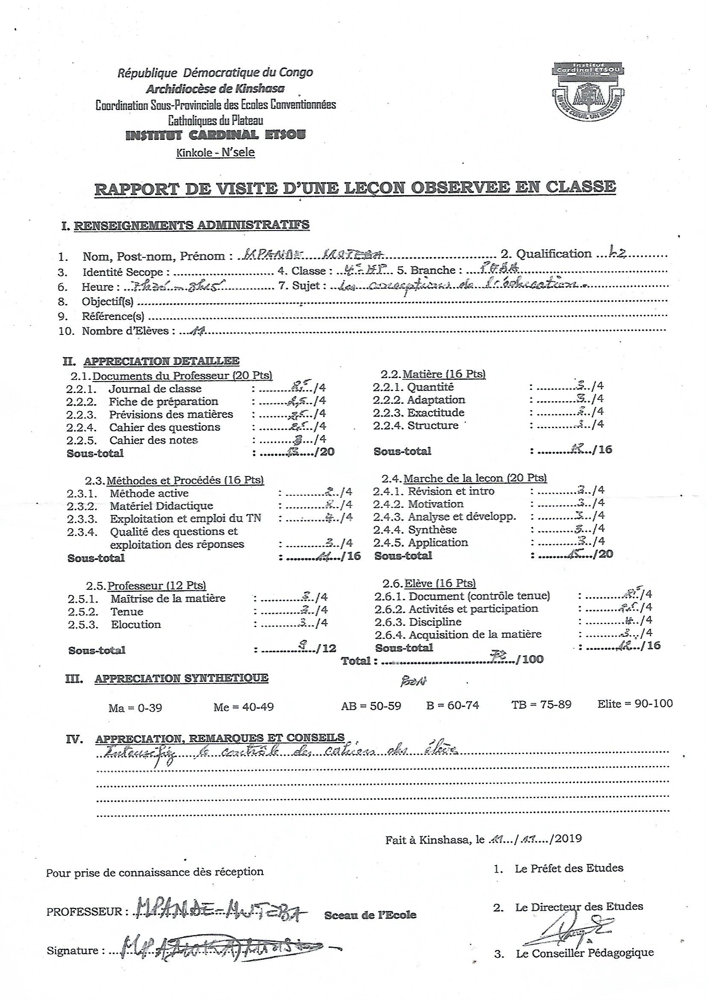 République Démocratique du Congo
Archidiocèse de Kinshasa
Coordination Sous-Provinciale des Ecoles Conventionnées
Catholiques du Plateau
INSTITUT CARDINAL ETSOU
Kinkole - N'sele
Institut
Cardinal ETSOU
UN SEUL CŒUR, UN SEUL ESPRIT
RAPPORT DE VISITE D'UNE LEÇON OBSERVEE EN CLASSE
I. RENSEIGNEMENTS ADMINISTRATIFS
1. Nom, Post-nom, Prénom : MPANDE MUTEBA 2. Qualification L2
3. Identité Secope : 4. Classe : 4e HP 5. Branche :
6. Heure : 7h30 - 8h15 7. Sujet : Les conceptions de l'éducation.
8. Objectif(s)
9. Référence(s)
10. Nombre d'Elèves : 11
II. APPRECIATION DETAILLEE
2.1. Documents du Professeur (20 Pts)
2.2.1. Journal de classe : 2,5/4
2.2.2. Fiche de préparation : 2,5/4
2.2.3. Prévisions des matières : 2,5/4
2.2.4. Cahier des questions : 2,5/4
2.2.5. Cahier des notes : 3/4
Sous-total : 13/20
2.2. Matière (16 Pts)
2.2.1. Quantité : 3/4
2.2.2. Adaptation : 3/4
2.2.3. Exactitude : 3/4
2.2.4. Structure : 3/4
Sous-total : 12/16
2.3. Méthodes et Procédés (16 Pts)
2.3.1. Méthode active : 2/4
2.3.2. Matériel Didactique : 2/4
2.3.3. Exploitation et emploi du TN : 4/4
2.3.4. Qualité des questions et
exploitation des réponses : 3/4
Sous-total : 11/16
2.4. Marche de la leçon (20 Pts)
2.4.1. Révision et intro : 3/4
2.4.2. Motivation : 3/4
2.4.3. Analyse et développ. : 3/4
2.4.4. Synthèse : 3/4
2.4.5. Application : 3/4
Sous-total : 15/20
2.5. Professeur (12 Pts)
2.5.1. Maîtrise de la matière : 3/4
2.5.2. Tenue : 3/4
2.5.3. Elocution : 3/4
Sous-total : 9/12
2.6. Elève (16 Pts)
2.6.1. Document (contrôle tenue) : 2,5/4
2.6.2. Activités et participation : 2,5/4
2.6.3. Discipline : 4/4
2.6.4. Acquisition de la matière : 3/4
Sous-total : 12/16
Total : 72/100
III. APPRECIATION SYNTHETIQUE BON
Ma = 0-39 Me = 40-49 AB = 50-59 B = 60-74 TB = 75-89 Elite = 90-100
IV. APPRECIATION, REMARQUES ET CONSEILS
Intensifiez le contrôle des cahiers des élève
Fait à Kinshasa, le 11/11/2019
Pour prise de connaissance dès réception
1. Le Préfet des Etudes
PROFESSEUR : MPANDE-MUTEBA Sceau de l'Ecole
2. Le Directeur des Etudes
Signature :
3. Le Conseiller Pédagogique